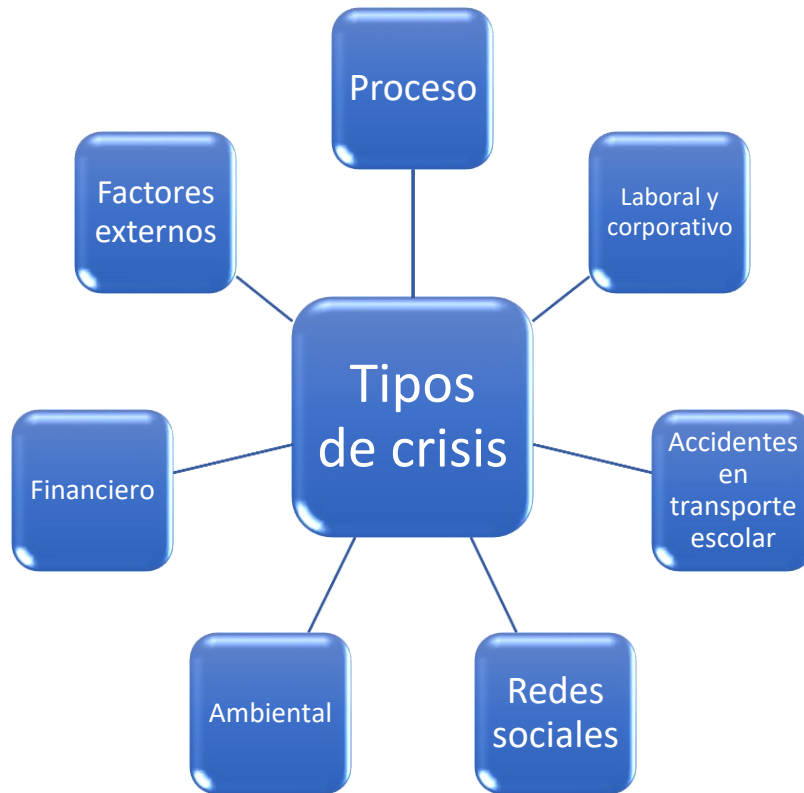 Proceso
Factores
externos
Laboral y
corporativo
Tipos
de crisis
Accidentes
en
transporte
escolar
Financiero
Ambiental
Redes
sociales